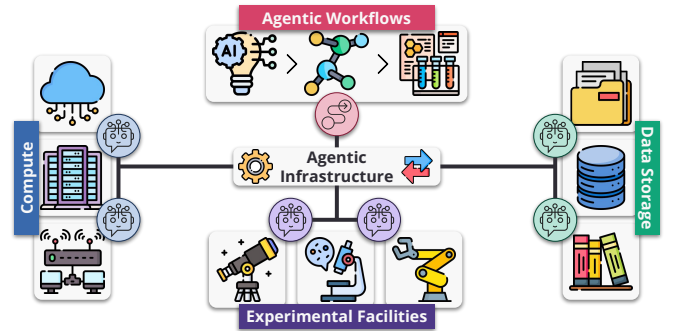 Agentic Workflows
AI
Compute
Agentic
Infrastructure
Data Storage
Experimental Facilities